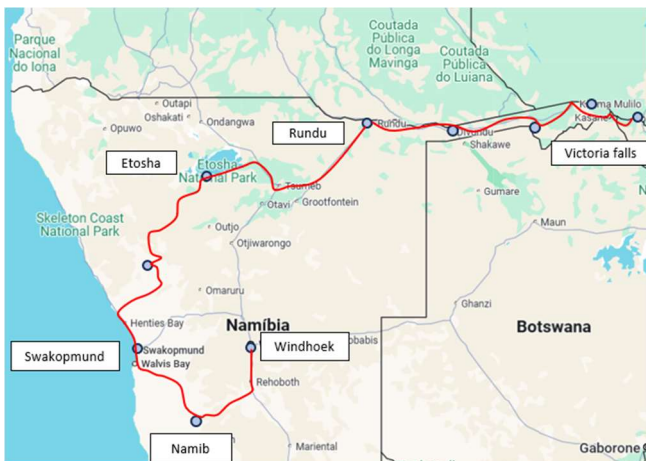 Parque
Nacional
do Iona
Coutada
Pública
do Longa
Mavinga
Coutada
Pública
do Luiana
Outapi
Oshakati
Ondangwa
Opuwo
Rundu
Rundu
Katima Mulilo
Kasane
Victoria falls
Etosha
Etosha
National Park
Shakawe
Tsumeb
Otavi
Grootfontein
Gumare
Skeleton Coast
National Park
Outjo
Otjiwarongo
Maun
Omaruru
Ghanzi
Henties Bay
Namíbia
Botswana
Swakopmund
Swakopmund
Walvis Bay
Windhoek
Rehoboth
Namib
Mariental
Gaborone